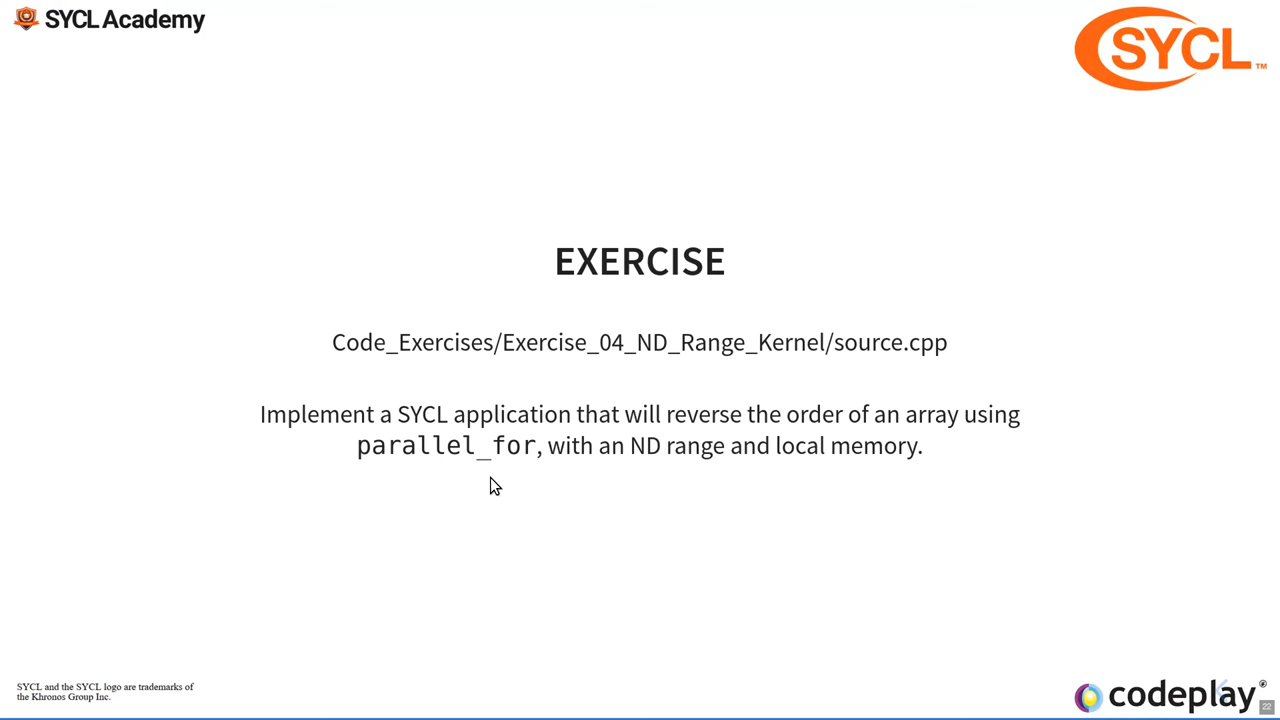 SYCL Academy
SYCL™
EXERCISE
Code_Exercises/Exercise_04_ND_Range_Kernel/source.cpp
Implement a SYCL application that will reverse the order of an array using
parallel_for, with an ND range and local memory.
SYCL and the SYCL logo are trademarks of
the Khronos Group Inc.
codeplay®
22